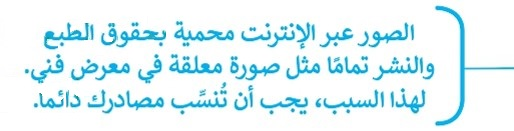 الصور عبر الإنترنت محمية بحقوق الطبع
والنشر تمامًا مثل صورة معلقة في معرض فني.
لهذا السبب، يجب أن تُنسَّب مصادرك دائما.